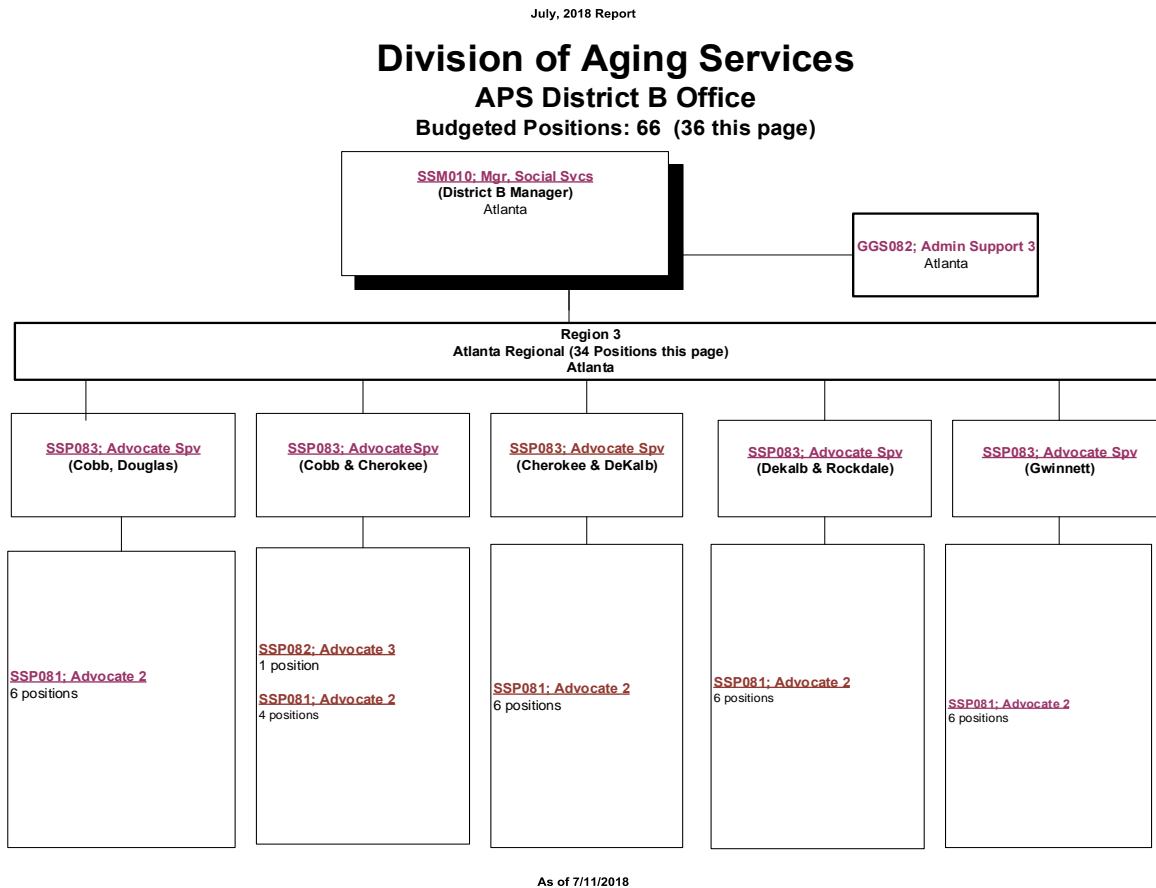 July, 2018 Report
Division of Aging Services
APS District B Office
Budgeted Positions: 66  (36 this page)
SSM010; Mgr, Social Svcs
(District B Manager)
Atlanta
GGS082; Admin Support 3
Atlanta
Region 3
Atlanta Regional (34 Positions this page)
Atlanta
SSP083; Advocate Spv
(Cobb, Douglas)
SSP083; AdvocateSpv
(Cobb & Cherokee)
SSP083; Advocate Spv
(Cherokee & DeKalb)
SSP083; Advocate Spv
(Dekalb & Rockdale)
SSP083; Advocate Spv
(Gwinnett)
SSP081; Advocate 2
6 positions
SSP082; Advocate 3
1 position
SSP081; Advocate 2
4 positions
SSP081; Advocate 2
6 positions
SSP081; Advocate 2
6 positions
SSP081; Advocate 2
6 positions
As of 7/11/2018